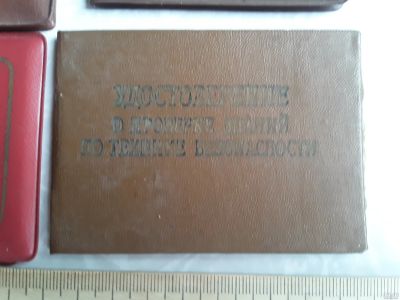 УДОСТОВЕРЕНИЕ
О ПРОВЕРКЕ ЗНАНИЙ
ПО ТЕХНИКЕ БЕЗОПАСНОСТИ